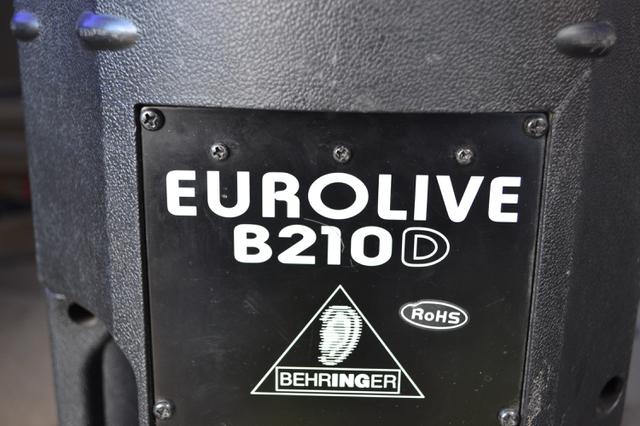 EUROLIVE
B210D
RoHS
BEHRINGER